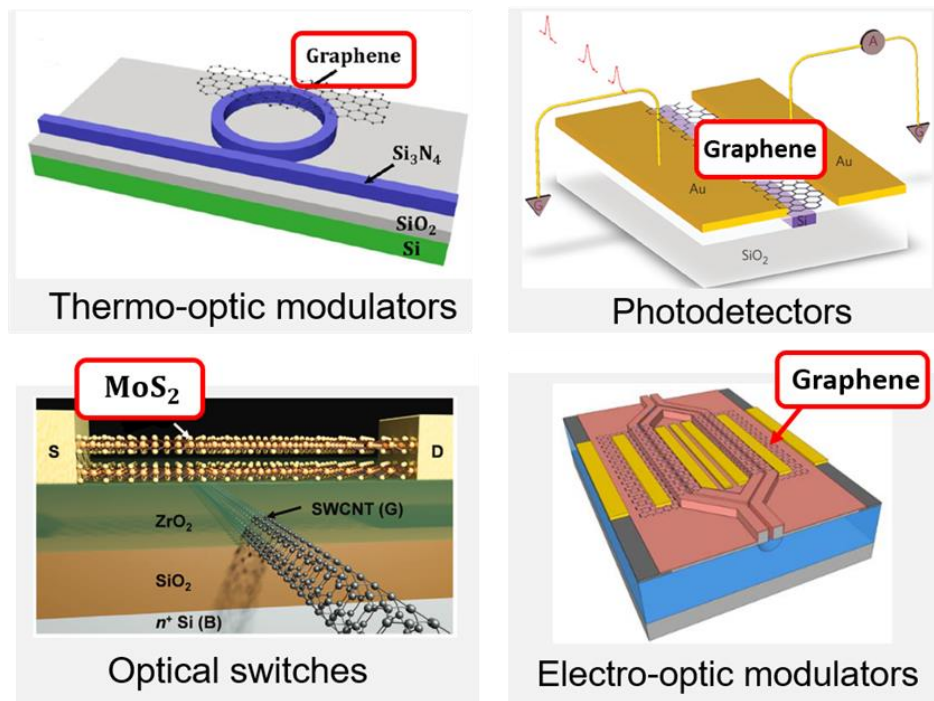 Graphene
Si₃N₄
SiO₂
Si
Thermo-optic modulators
A
G
Graphene
Au
Au
G
Si
SiO₂
Photodetectors
MoS₂
S
D
ZrO₂
SWCNT (G)
SiO₂
n⁺ Si (B)
Optical switches
Graphene
Electro-optic modulators